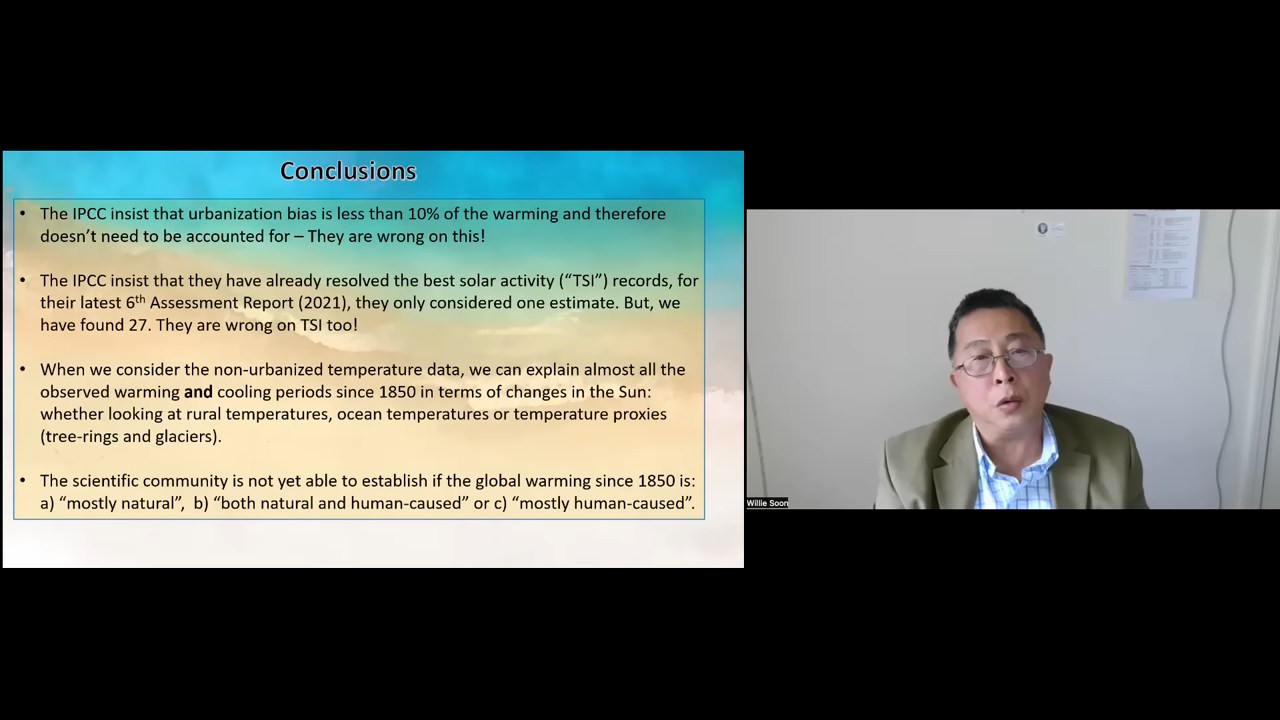 Conclusions
• The IPCC insist that urbanization bias is less than 10% of the warming and therefore
doesn’t need to be accounted for – They are wrong on this!
• The IPCC insist that they have already resolved the best solar activity (“TSI”) records, for
their latest 6th Assessment Report (2021), they only considered one estimate. But, we
have found 27. They are wrong on TSI too!
• When we consider the non-urbanized temperature data, we can explain almost all the
observed warming and cooling periods since 1850 in terms of changes in the Sun:
whether looking at rural temperatures, ocean temperatures or temperature proxies
(tree-rings and glaciers).
• The scientific community is not yet able to establish if the global warming since 1850 is:
a) “mostly natural”, b) “both natural and human-caused” or c) “mostly human-caused”.
Willie Soon